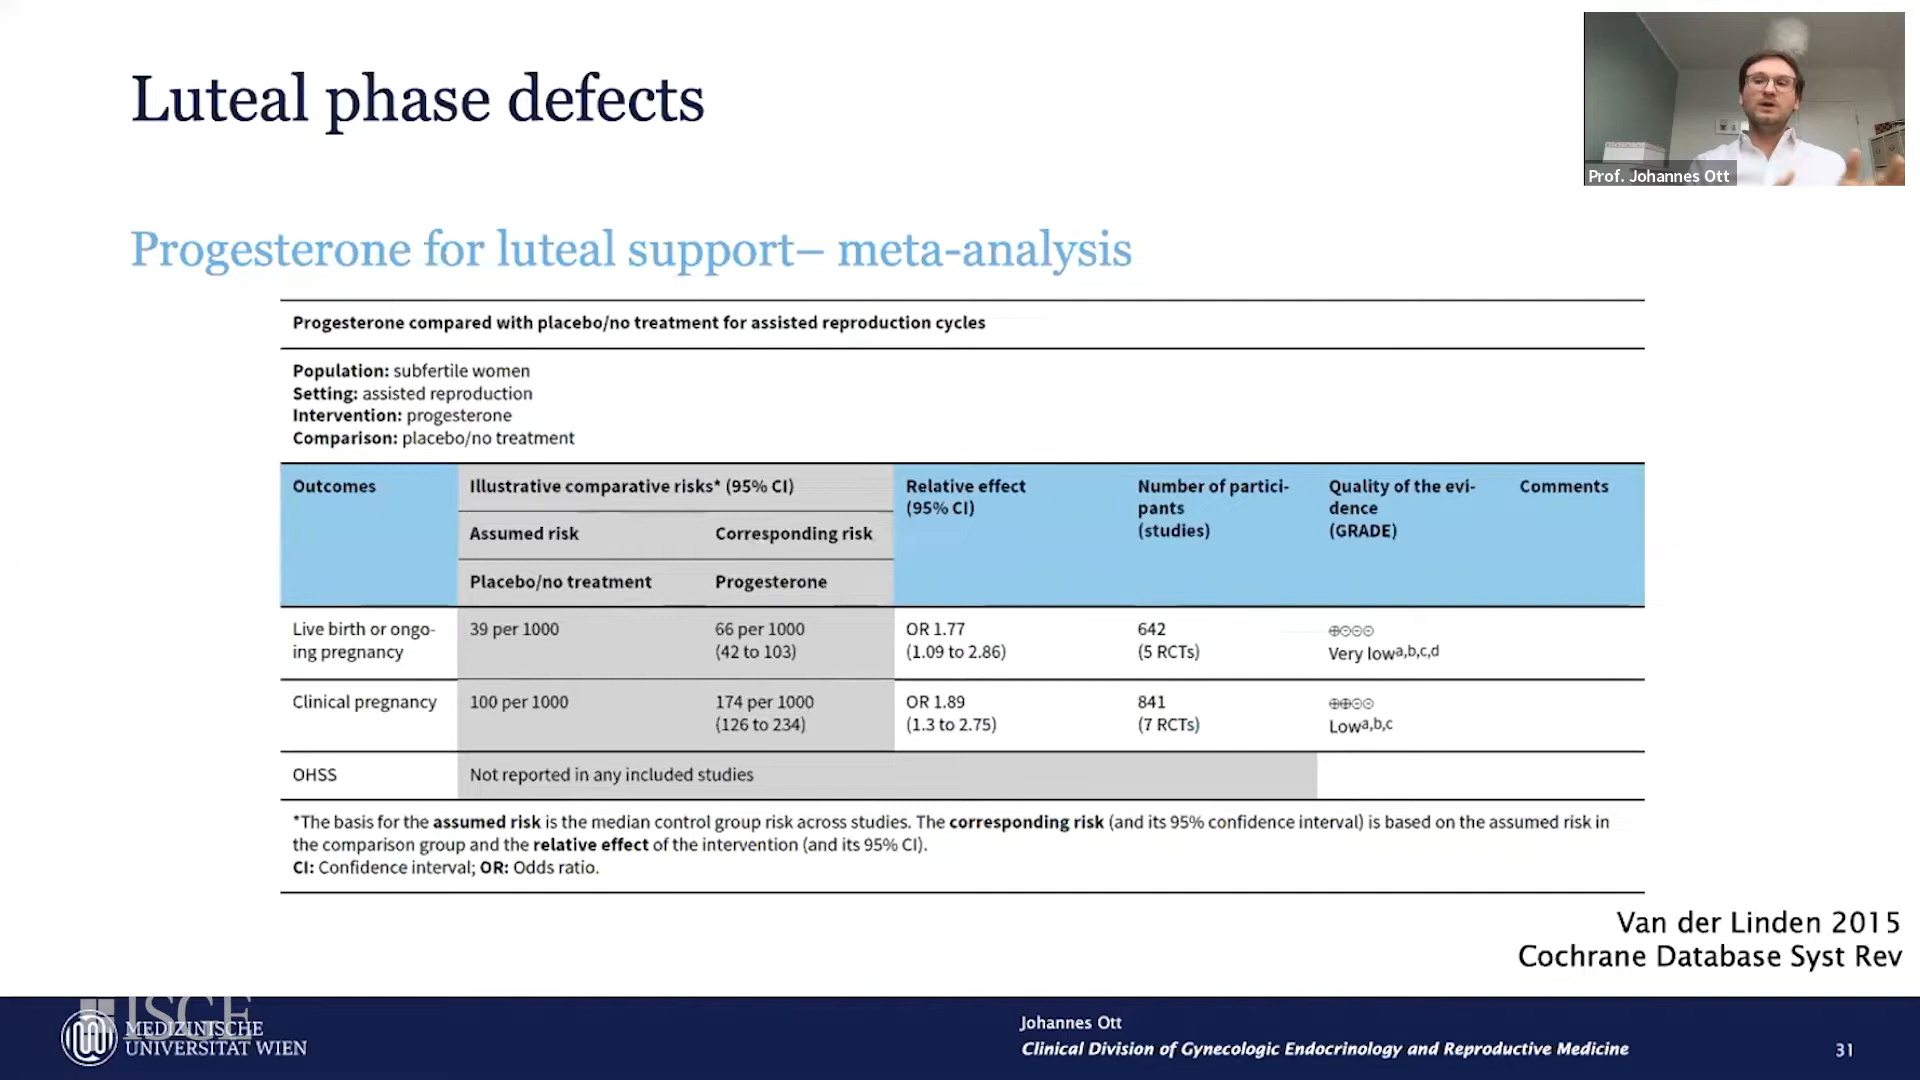 Luteal phase defects
Prof. Johannes Ott
Progesterone for luteal support– meta-analysis
Progesterone compared with placebo/no treatment for assisted reproduction cycles
Population: subfertile women
Setting: assisted reproduction
Intervention: progesterone
Comparison: placebo/no treatment
Outcomes
Illustrative comparative risks* (95% CI)
Assumed risk
Corresponding risk
Placebo/no treatment
Progesterone
Relative effect
(95% CI)
Number of partici-
pants
(studies)
Quality of the evi-
dence
(GRADE)
Comments
Live birth or ongo-
ing pregnancy
39 per 1000
66 per 1000
(42 to 103)
OR 1.77
(1.09 to 2.86)
642
(5 RCTs)
⊕⊝⊝⊝
Very lowa,b,c,d
Clinical pregnancy
100 per 1000
174 per 1000
(126 to 234)
OR 1.89
(1.3 to 2.75)
841
(7 RCTs)
⊕⊕⊝⊝
Lowa,b,c
OHSS
Not reported in any included studies
*The basis for the assumed risk is the median control group risk across studies. The corresponding risk (and its 95% confidence interval) is based on the assumed risk in
the comparison group and the relative effect of the intervention (and its 95% CI).
CI: Confidence interval; OR: Odds ratio.
Van der Linden 2015
Cochrane Database Syst Rev
ISGE
MEDIZINISCHE
UNIVERSITÄT WIEN
Johannes Ott
Clinical Division of Gynecologic Endocrinology and Reproductive Medicine
31